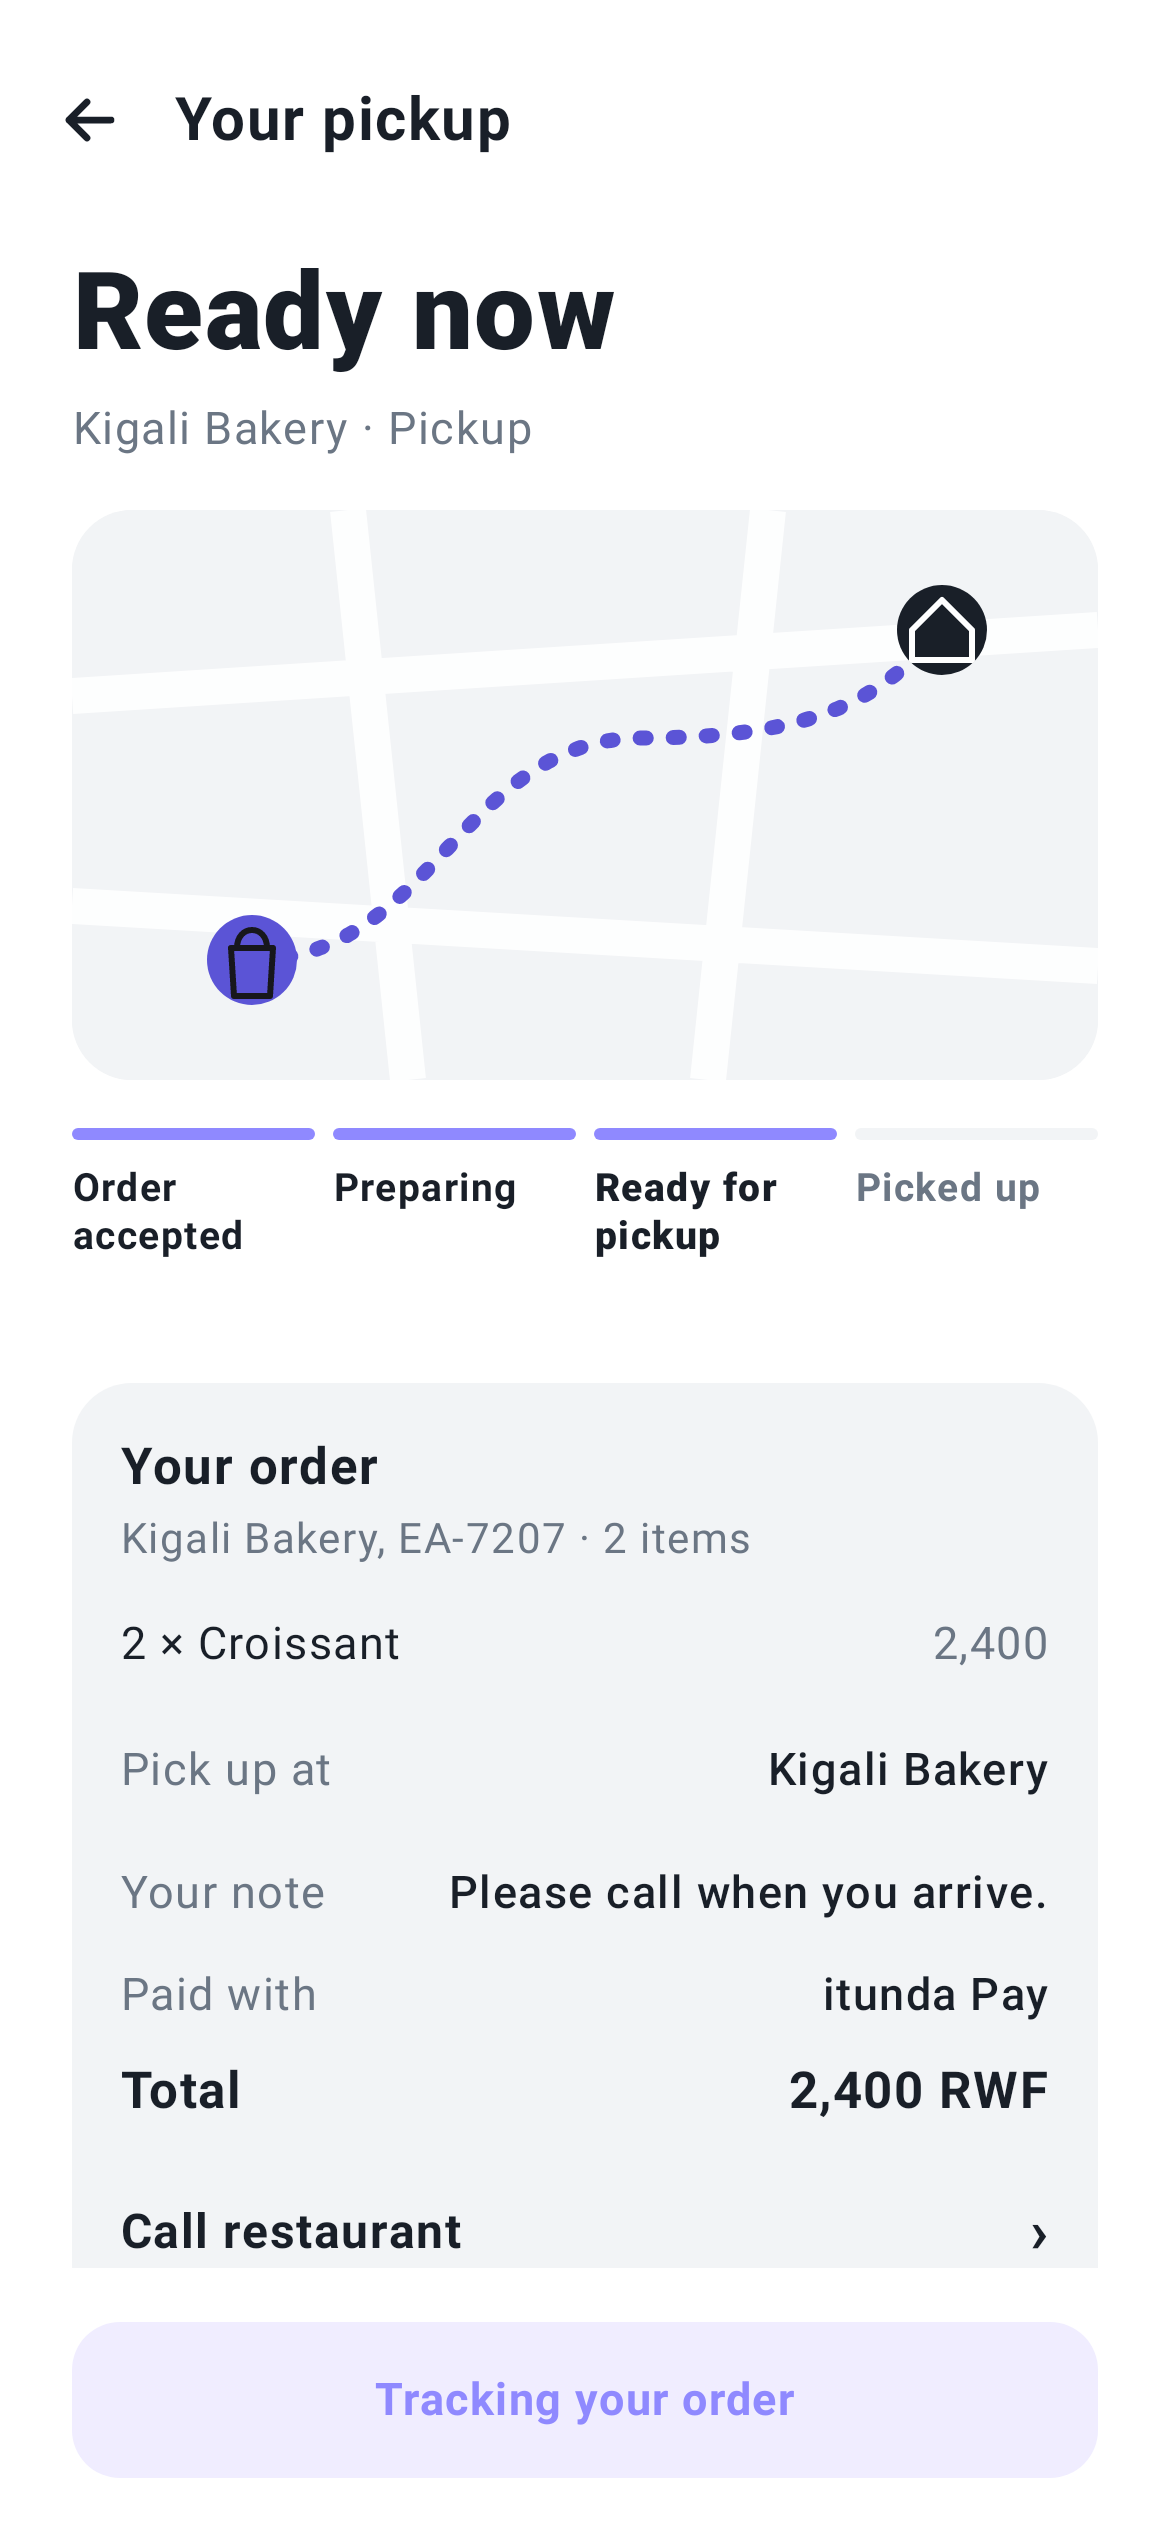 Your pickup
Ready now
Kigali Bakery · Pickup
Order
accepted
Preparing
Ready for
pickup
Picked up
Your order
Kigali Bakery, EA-7207 · 2 items
2 × Croissant 2,400
Pick up at Kigali Bakery
Your note Please call when you arrive.
Paid with itunda Pay
Total 2,400 RWF
Call restaurant ›
Tracking your order